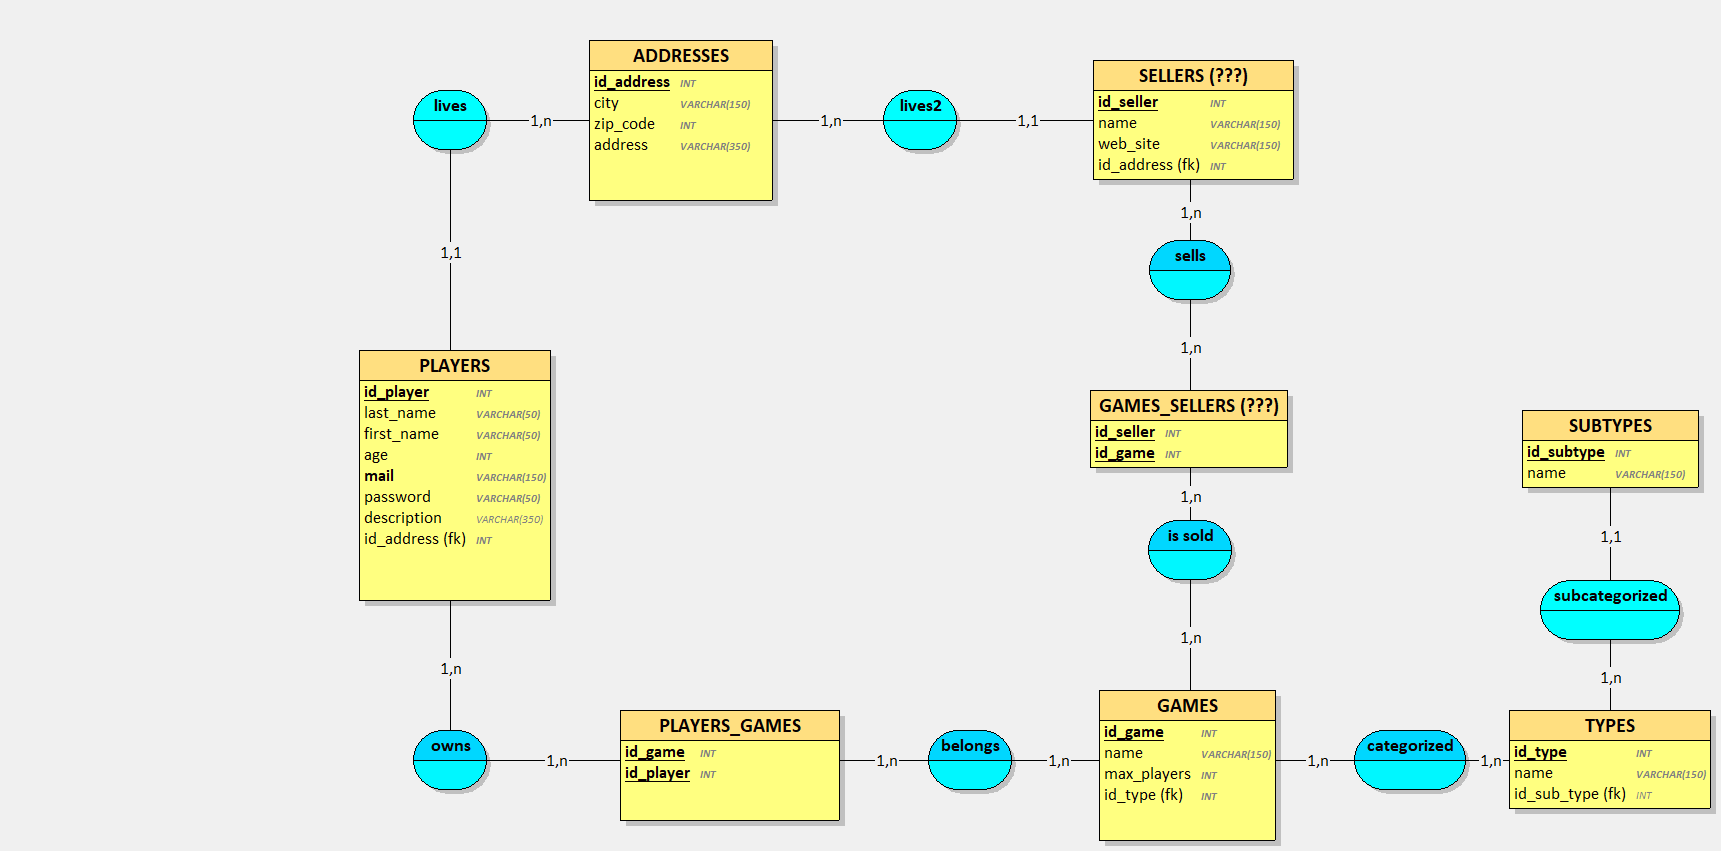 ADDRESSES
id_address INT
city VARCHAR(150)
zip_code INT
address VARCHAR(350)
lives
1,n
1,n
lives2
1,1
SELLERS (???)
id_seller INT
name VARCHAR(150)
web_site VARCHAR(150)
id_address (fk) INT
1,1
1,n
sells
1,n
PLAYERS
id_player INT
last_name VARCHAR(50)
first_name VARCHAR(50)
age INT
mail VARCHAR(150)
password VARCHAR(50)
description VARCHAR(350)
id_address (fk) INT
GAMES_SELLERS (???)
id_seller INT
id_game INT
SUBTYPES
id_subtype INT
name VARCHAR(150)
1,n
is sold
1,n
1,1
subcategorized
1,n
1,n
owns
1,n
PLAYERS_GAMES
id_game INT
id_player INT
1,n
belongs
1,n
GAMES
id_game INT
name VARCHAR(150)
max_players INT
id_type (fk) INT
1,n
categorized
1,n
TYPES
id_type INT
name VARCHAR(150)
id_sub_type (fk) INT